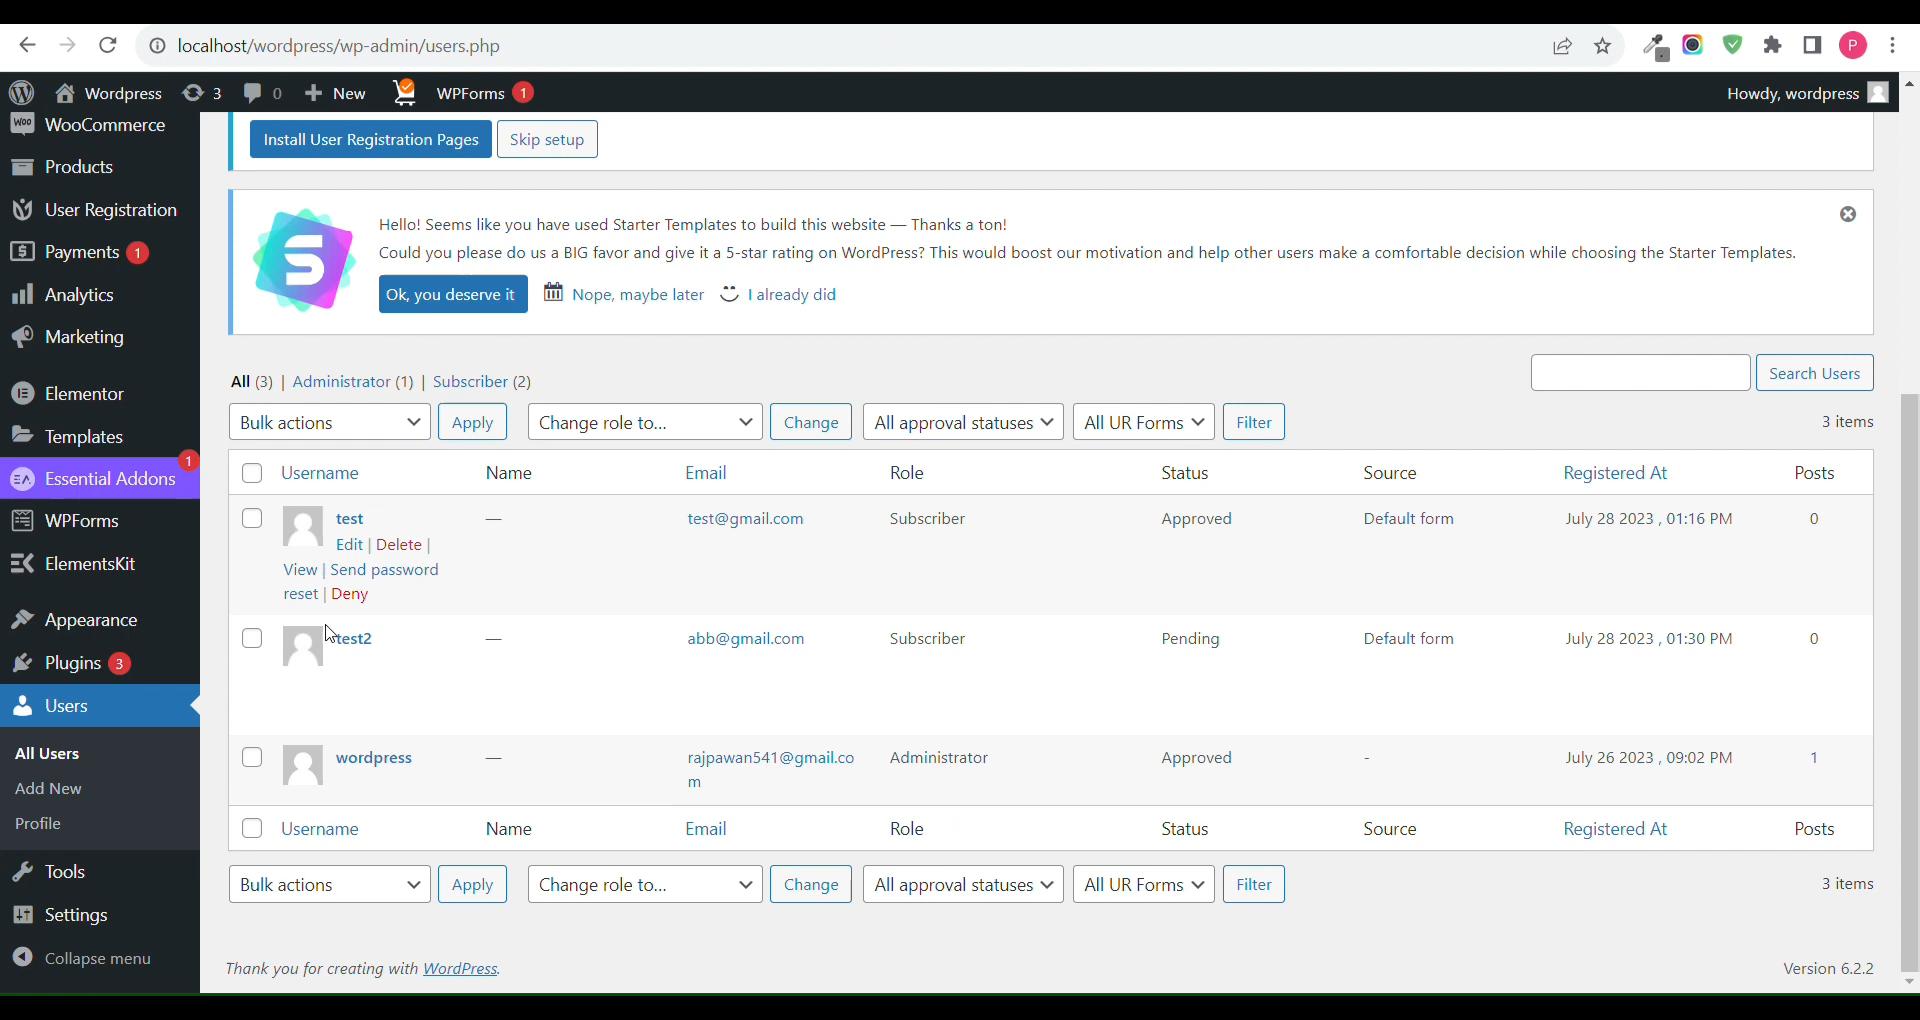 localhost/wordpress/wp-admin/users.php
P
Wordpress 3 0 New WPForms 1 Howdy, wordpress
Woo WooCommerce
Products
User Registration
Payments 1
Analytics
Marketing
Elementor
Templates
Essential Addons 1
WPForms
ElementsKit
Appearance
Plugins 3
Users
All Users
Add New
Profile
Tools
Settings
Collapse menu
Install User Registration Pages Skip setup
Hello! Seems like you have used Starter Templates to build this website — Thanks a ton!
Could you please do us a BIG favor and give it a 5-star rating on WordPress? This would boost our motivation and help other users make a comfortable decision while choosing the Starter Templates.
Ok, you deserve it Nope, maybe later I already did
Search Users
All (3) | Administrator (1) | Subscriber (2)
Bulk actions Apply Change role to... Change All approval statuses All UR Forms Filter 3 items
Username Name Email Role Status Source Registered At Posts
test — test@gmail.com Subscriber Approved Default form July 28 2023 , 01:16 PM 0
Edit | Delete |
View | Send password
reset | Deny
test2 — abb@gmail.com Subscriber Pending Default form July 28 2023 , 01:30 PM 0
wordpress — rajpawan541@gmail.co Administrator Approved - July 26 2023 , 09:02 PM 1
m
Username Name Email Role Status Source Registered At Posts
Bulk actions Apply Change role to... Change All approval statuses All UR Forms Filter 3 items
Thank you for creating with WordPress. Version 6.2.2